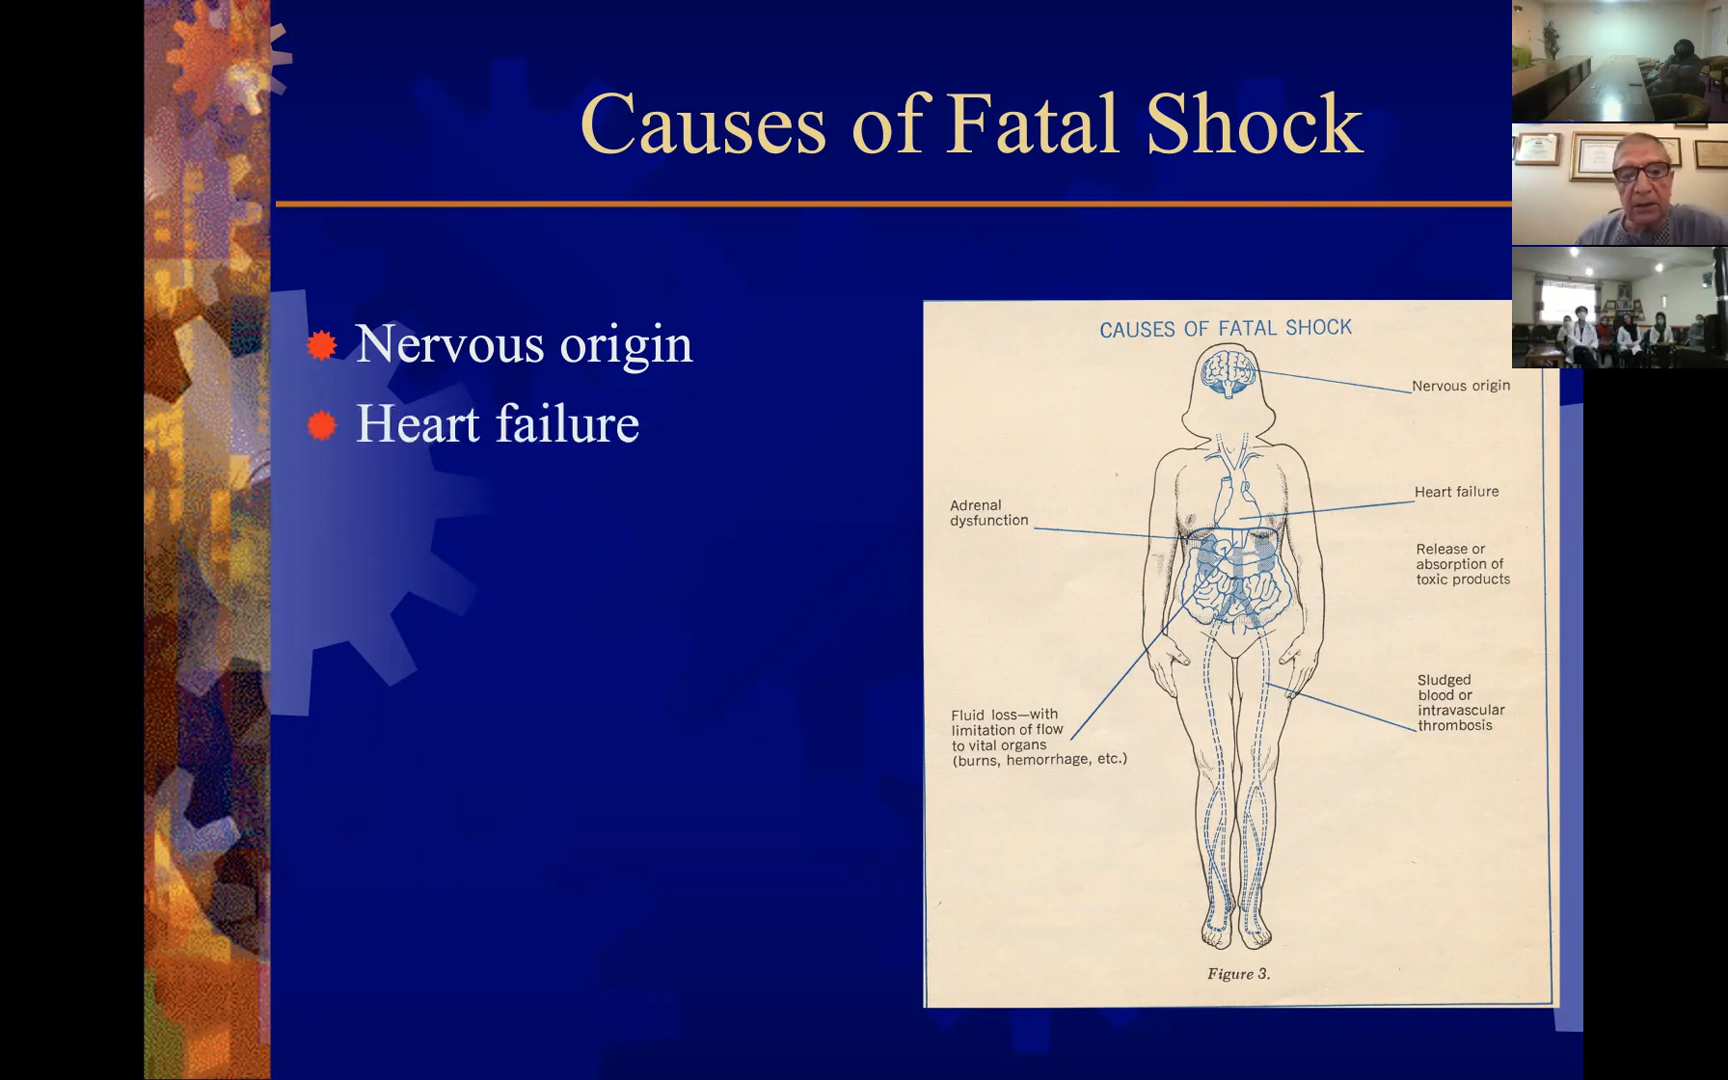 Causes of Fatal Shock
Nervous origin
Heart failure
CAUSES OF FATAL SHOCK
Nervous origin
Heart failure
Adrenal
dysfunction
Release or
absorption of
toxic products
Sludged
blood or
intravascular
thrombosis
Fluid loss—with
limitation of flow
to vital organs
(burns, hemorrhage, etc.)
Figure 3.